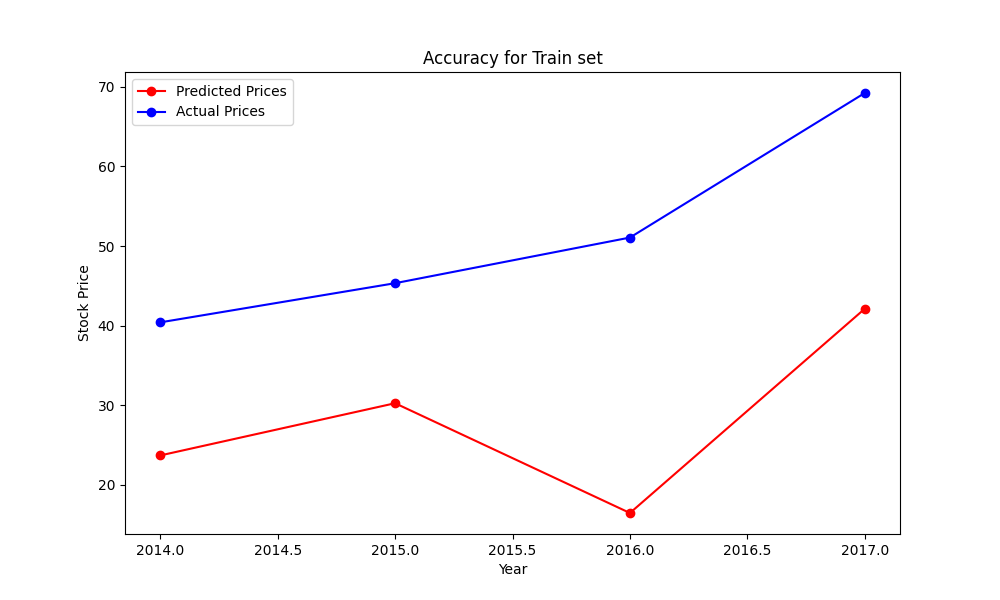 Accuracy for Train set
Predicted Prices
Actual Prices
70
60
50
40
30
20
Stock Price
2014.0 2014.5 2015.0 2015.5 2016.0 2016.5 2017.0
Year